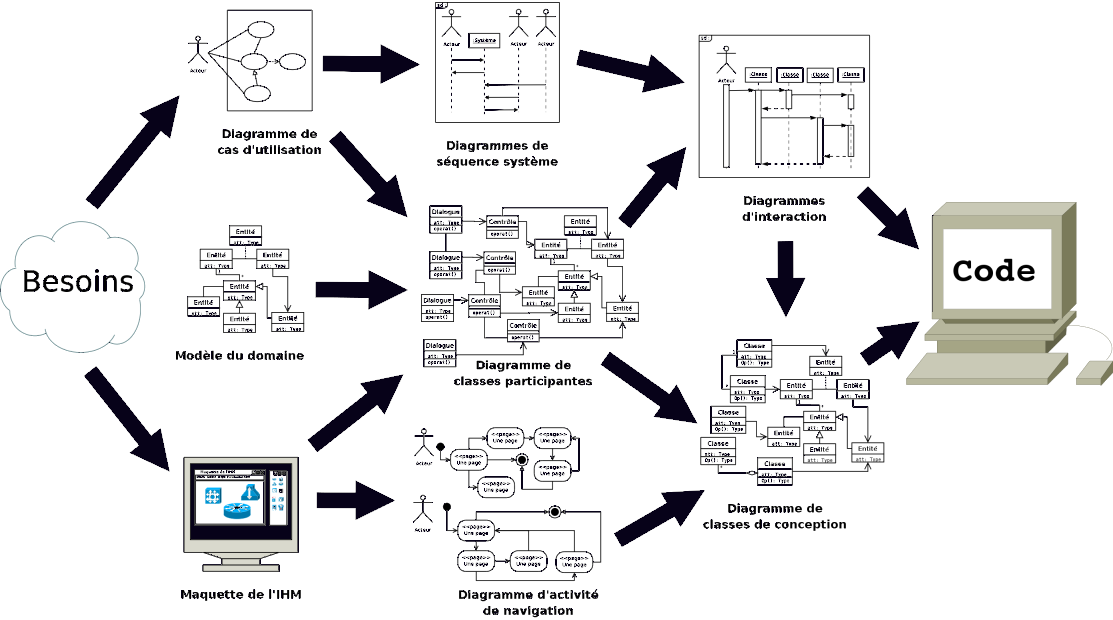 Besoins
Acteur
Diagramme de
cas d'utilisation
Modèle du domaine
Entité
att: Type
Entité
att: Type
Entité
att: Type
Entité
att: Type
Entité
att: Type
Entité
att: Type
Entité
att: Type
Maquette de l'IHM
sd:
Acteur
:Système
Acteur
Acteur
Diagrammes de
séquence système
Dialogue
att: Type
operat()
Dialogue
att: Type
operat()
Dialogue
att: Type
operat()
Dialogue
att: Type
operat()
Contrôle
operat()
Contrôle
operat()
Contrôle
operat()
Contrôle
operat()
Entité
att: Type
Entité
att: Type
Entité
att: Type
Entité
att: Type
Entité
att: Type
Entité
att: Type
Entité
att: Type
Diagramme de
classes participantes
Acteur
<<page>>
Une page
<<page>>
Une page
<<page>>
Une page
<<page>>
Une page
<<page>>
Une page
Acteur
<<page>>
Une page
<<page>>
Une page
<<page>>
Une page
<<page>>
Une page
Diagramme d'activité
de navigation
sd:
Acteur
:Classe
:Classe
:Classe
:Classe
Diagrammes
d'interaction
Classe
att: Type
Op(): Type
Classe
att: Type
Op(): Type
Classe
att: Type
Op(): Type
Classe
att: Type
Op(): Type
Classe
att: Type
Op(): Type
Entité
att: Type
Entité
att: Type
Entité
att: Type
Entité
att: Type
Entité
att: Type
Entité
att: Type
Entité
att: Type
Diagramme de
classes de conception
Code